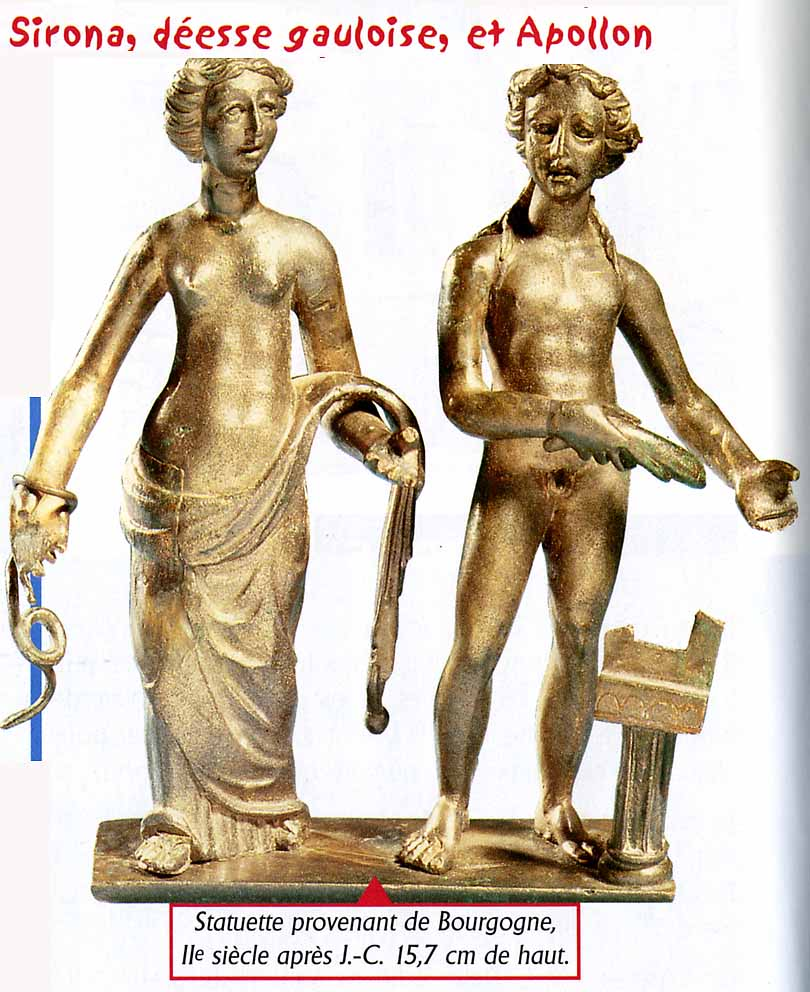 Sirona, déesse gauloise, et Apollon
Statuette provenant de Bourgogne,
IIe siècle après J.-C. 15,7 cm de haut.